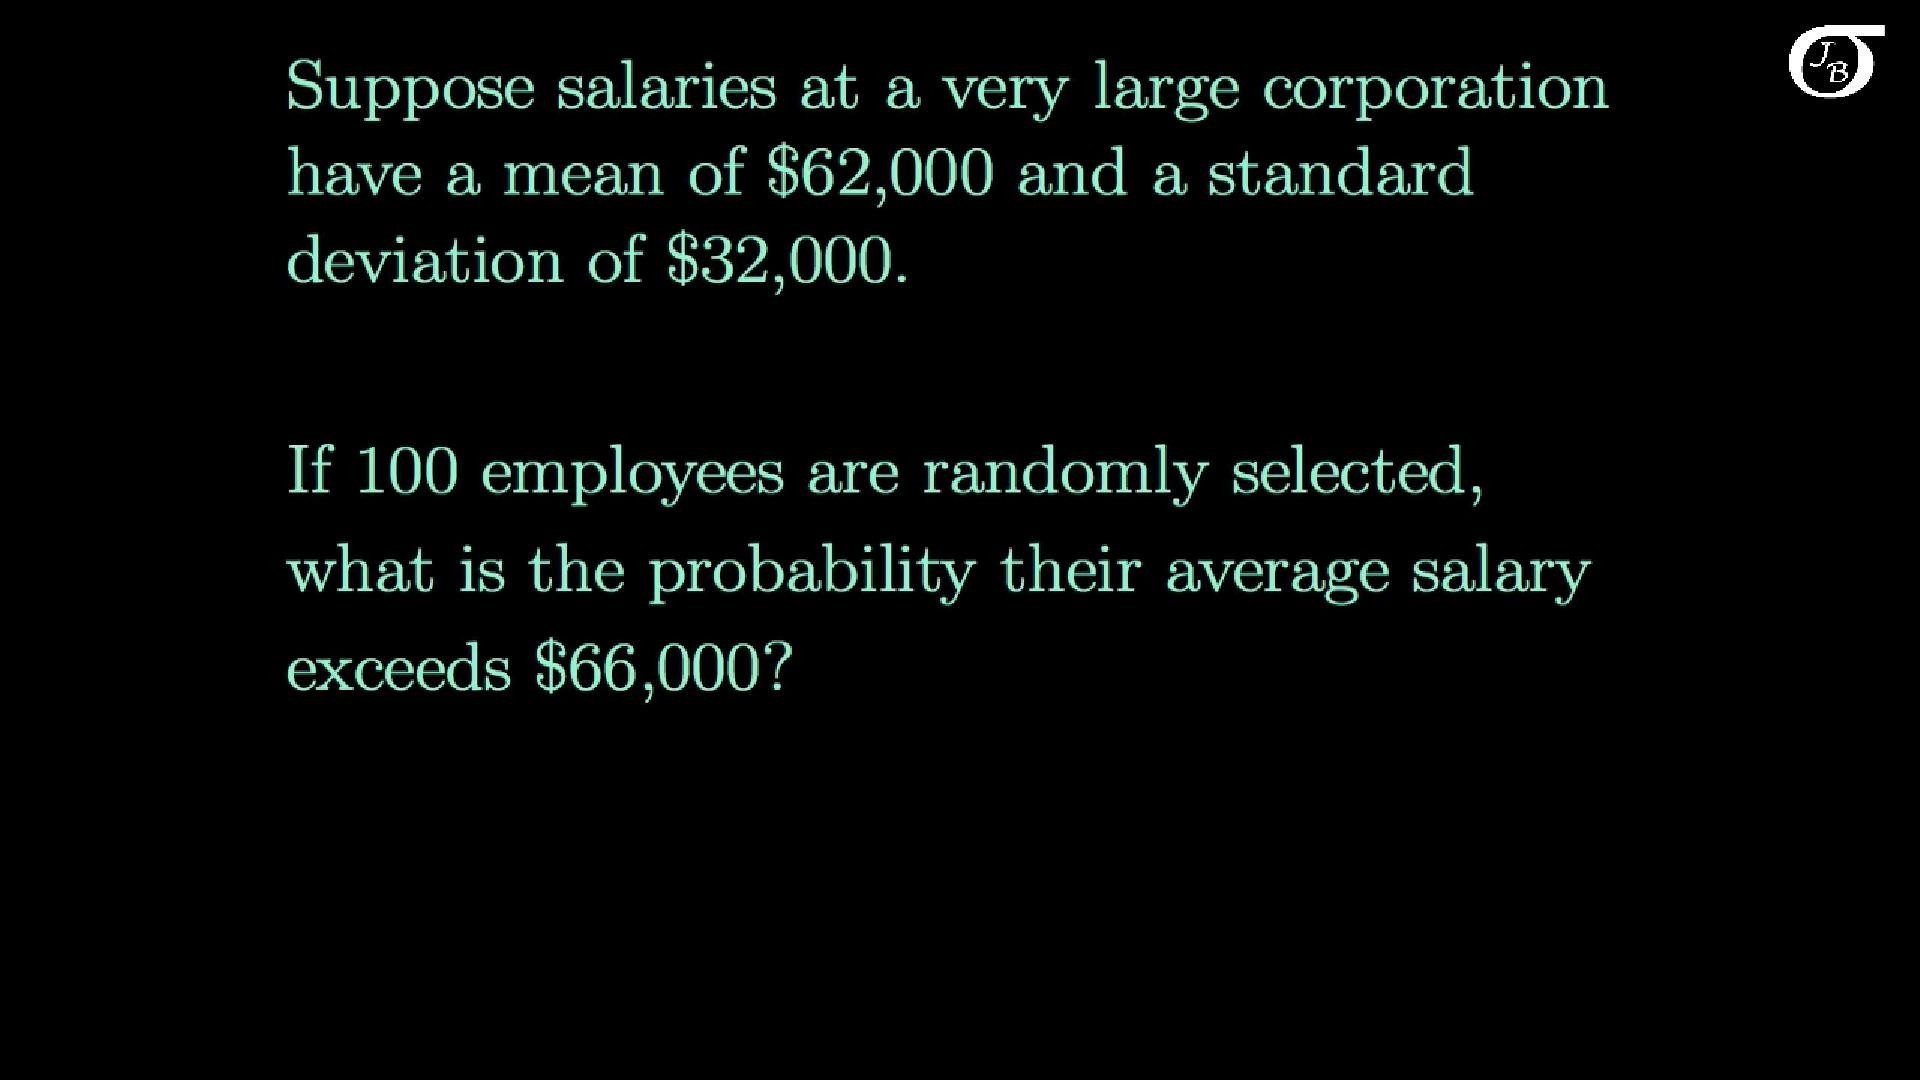 Suppose salaries at a very large corporation
have a mean of $62,000 and a standard
deviation of $32,000.
If 100 employees are randomly selected,
what is the probability their average salary
exceeds $66,000?
JB